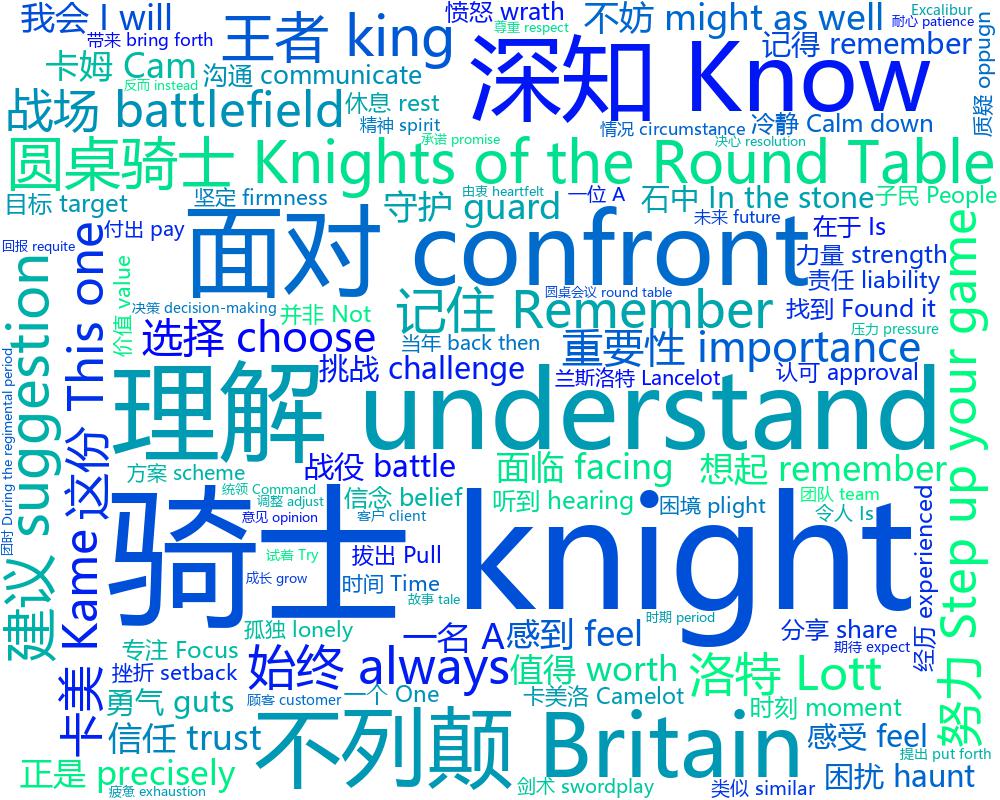 我会 I will
带来 bring forth
王者 king
愤怒 wrath
尊重 respect
不妨 might as well
Excalibur
耐心 patience
卡姆 Cam
反而 instead
沟通 communicate
深知 Know
记得 remember
质疑 oppugn
战场 battlefield
休息 rest
精神 spirit
承诺 promise
情况 circumstance
冷静 Calm down
决心 resolution
圆桌骑士 Knights of the Round Table
目标 target
坚定 firmness
守护 guard
由衷 heartfelt
一位 A
石中 In the stone
子民 People
回报 requite
付出 pay
面对 confront
未来 future
在于 Is
力量 strength
责任 liability
价值 value
决策 decision-making
并非 Not
记住 Remember
圆桌会议 round table
找到 Found it
选择 choose
当年 back then
重要性 importance
压力 pressure
建议 suggestion
卡美 Kame
这份 This one
团时 During the regimental period
努力 Step up your game
挑战 challenge
兰斯洛特 Lancelot
认可 approval
理解 understand
方案 scheme
战役 battle
面临 facing
想起 remember
统领 Command
调整 adjust
意见 opinion
信念 belief
客户 client
听到 hearing
困境 plight
团队 team
令人 Is
骑士 knight
试着 Try
拔出 Pull
成长 grow
时间 Time
故事 tale
时期 period
经历 experienced
孤独 lonely
一名 A
感到 feel
分享 share
期待 expect
专注 Focus
挫折 setback
始终 always
值得 worth
洛特 Lott
勇气 guts
顾客 customer
一个 One
卡美洛 Camelot
时刻 moment
信任 trust
不列颠 Britain
感受 feel
提出 put forth
正是 precisely
疲惫 exhaustion
剑术 swordplay
类似 similar
困扰 haunt